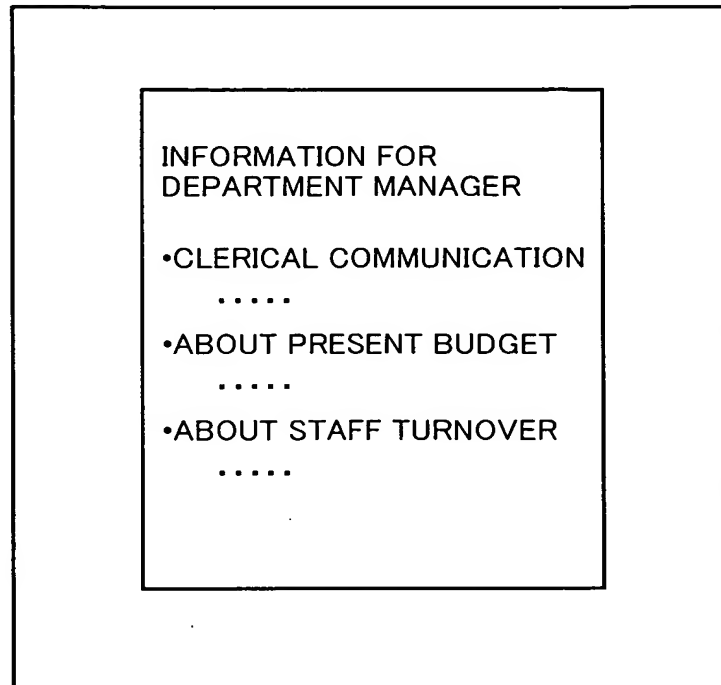 INFORMATION FOR
DEPARTMENT MANAGER
•CLERICAL COMMUNICATION
.....
•ABOUT PRESENT BUDGET
.....
•ABOUT STAFF TURNOVER
.....